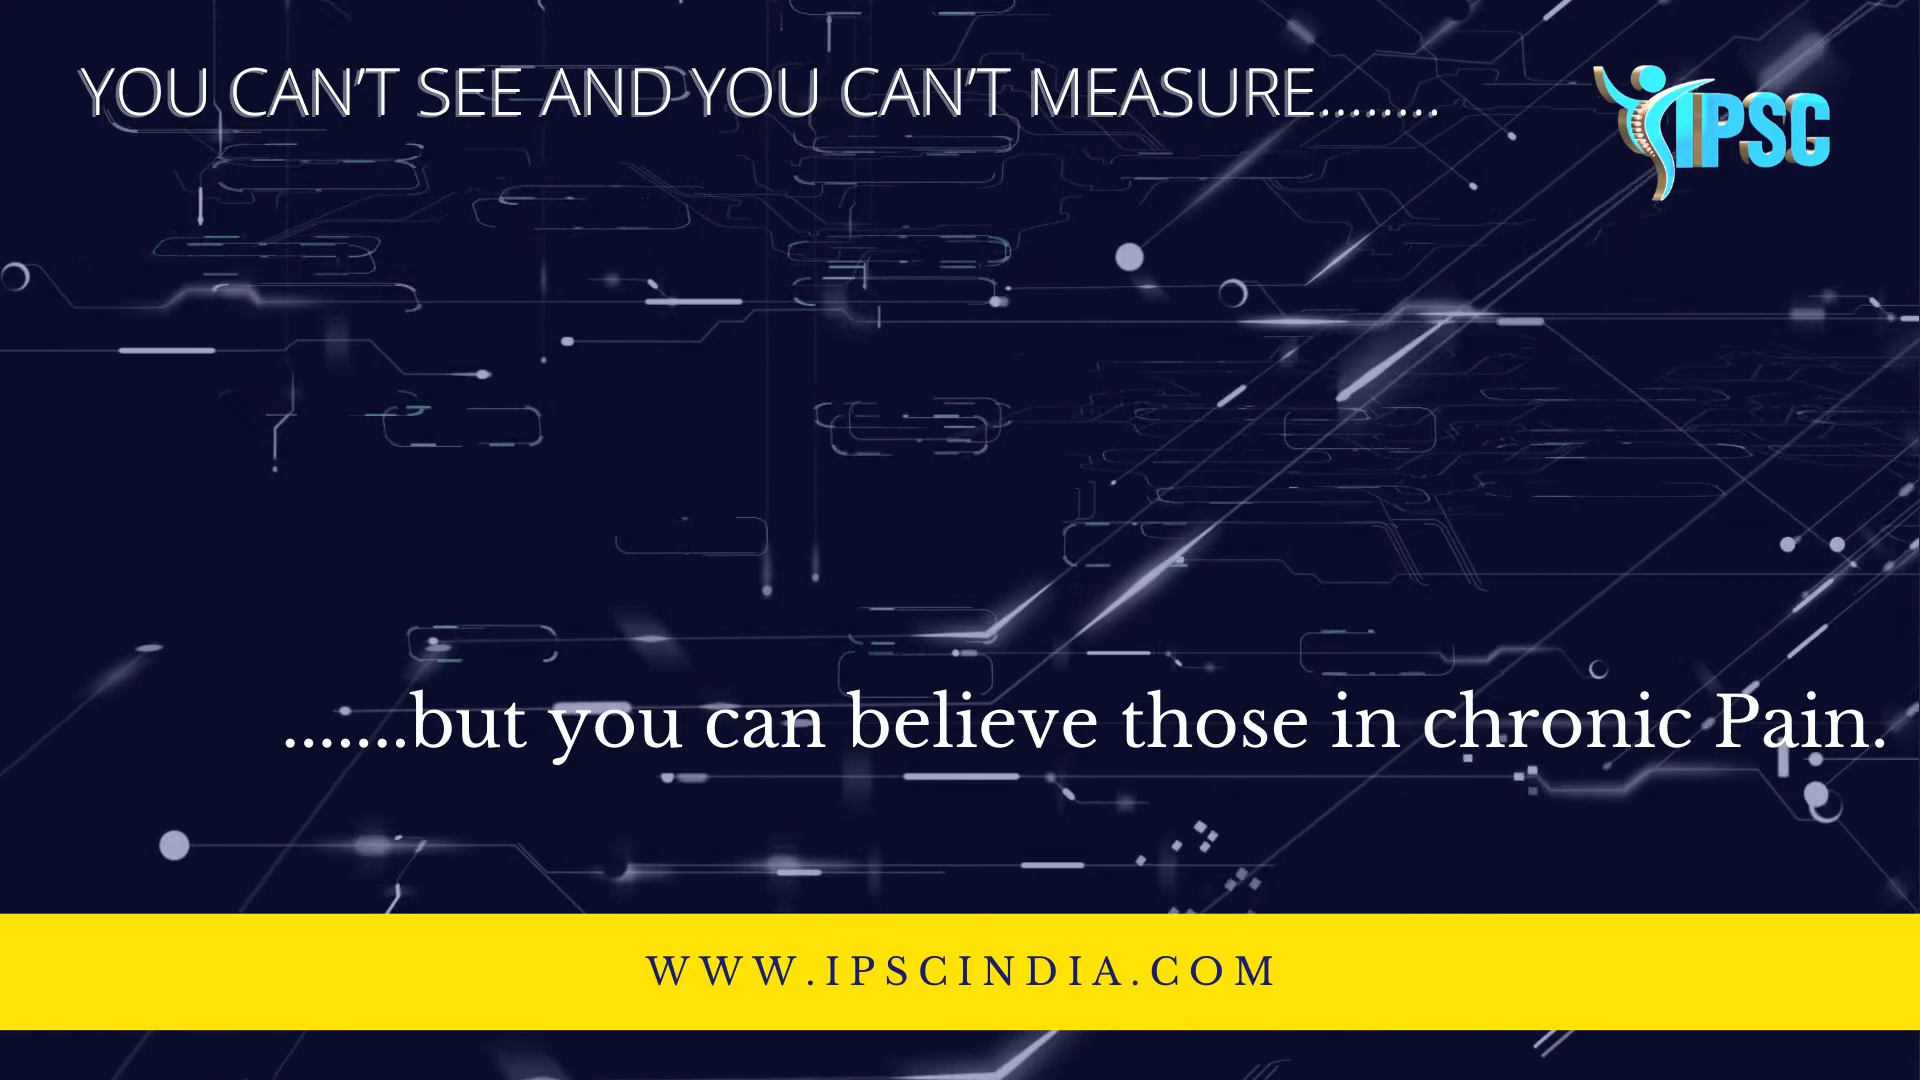 YOU CAN'T SEE AND YOU CAN'T MEASURE........
IPSC
.......but you can believe those in chronic Pain.
WWW.IPSCINDIA.COM